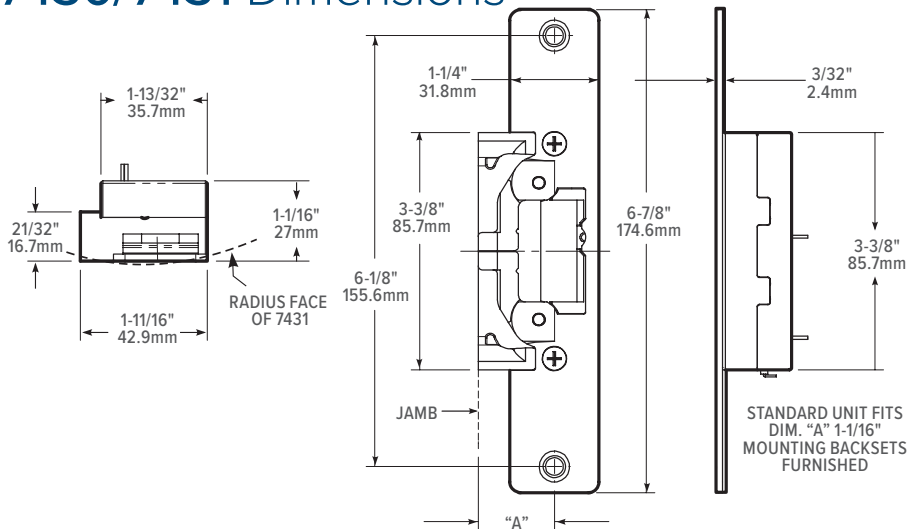 Dimensions
1-13/32"
35.7mm
21/32"
16.7mm
1-1/16"
27mm
1-11/16"
42.9mm
RADIUS FACE
OF 7431
1-1/4"
31.8mm
3-3/8"
85.7mm
6-1/8"
155.6mm
6-7/8"
174.6mm
JAMB
"A"
3/32"
2.4mm
3-3/8"
85.7mm
STANDARD UNIT FITS
DIM. “A” 1-1/16"
MOUNTING BACKSETS
FURNISHED